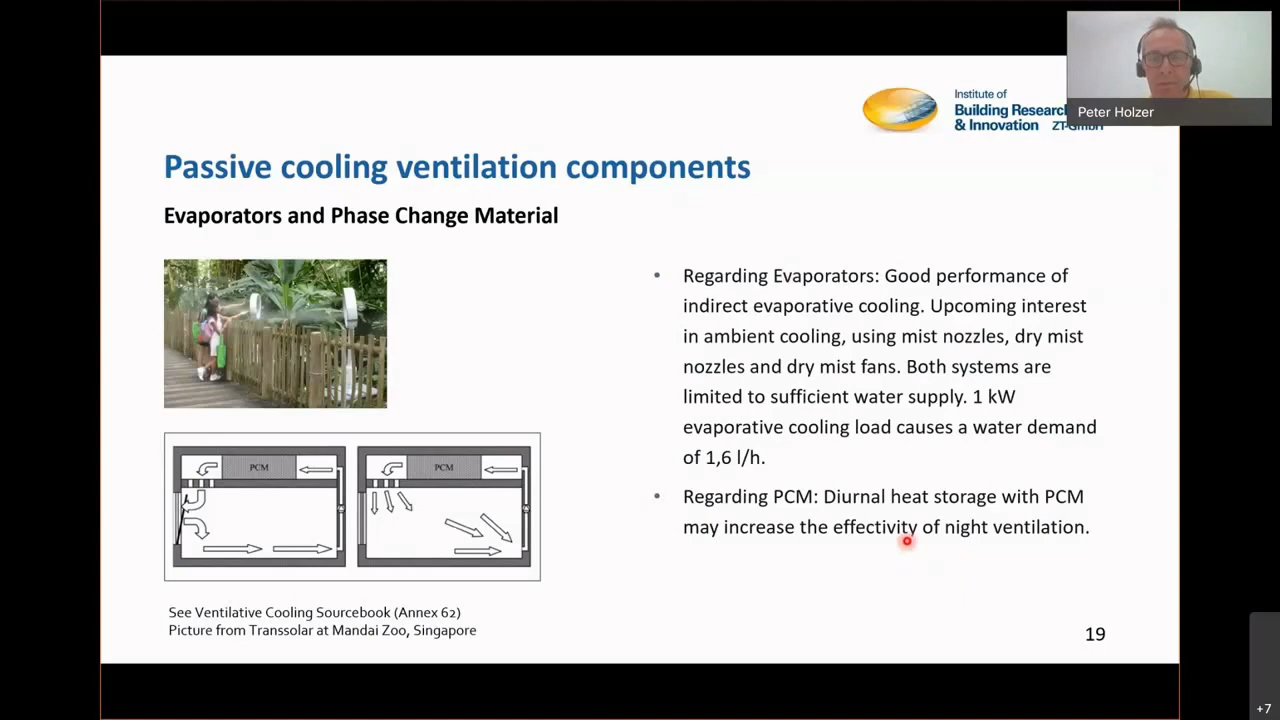 Institute of
Building Research
& Innovation ZT-GmbH
Peter Holzer
Passive cooling ventilation components
Evaporators and Phase Change Material
• Regarding Evaporators: Good performance of
indirect evaporative cooling. Upcoming interest
in ambient cooling, using mist nozzles, dry mist
nozzles and dry mist fans. Both systems are
limited to sufficient water supply. 1 kW
evaporative cooling load causes a water demand
of 1,6 l/h.
• Regarding PCM: Diurnal heat storage with PCM
may increase the effectivity of night ventilation.
PCM
PCM
See Ventilative Cooling Sourcebook (Annex 62)
Picture from Transsolar at Mandai Zoo, Singapore
19
+7